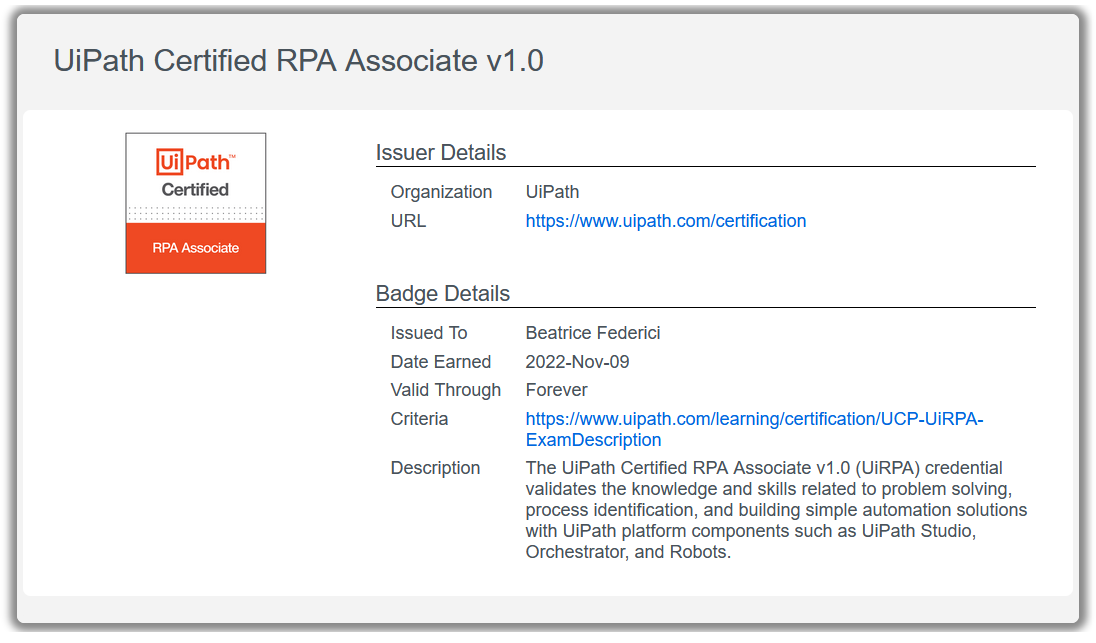 UiPath Certified RPA Associate v1.0
UiPath™
Certified
RPA Associate
Issuer Details
Organization UiPath
URL https://www.uipath.com/certification
Badge Details
Issued To Beatrice Federici
Date Earned 2022-Nov-09
Valid Through Forever
Criteria https://www.uipath.com/learning/certification/UCP-UiRPA-
ExamDescription
Description The UiPath Certified RPA Associate v1.0 (UiRPA) credential
validates the knowledge and skills related to problem solving,
process identification, and building simple automation solutions
with UiPath platform components such as UiPath Studio,
Orchestrator, and Robots.